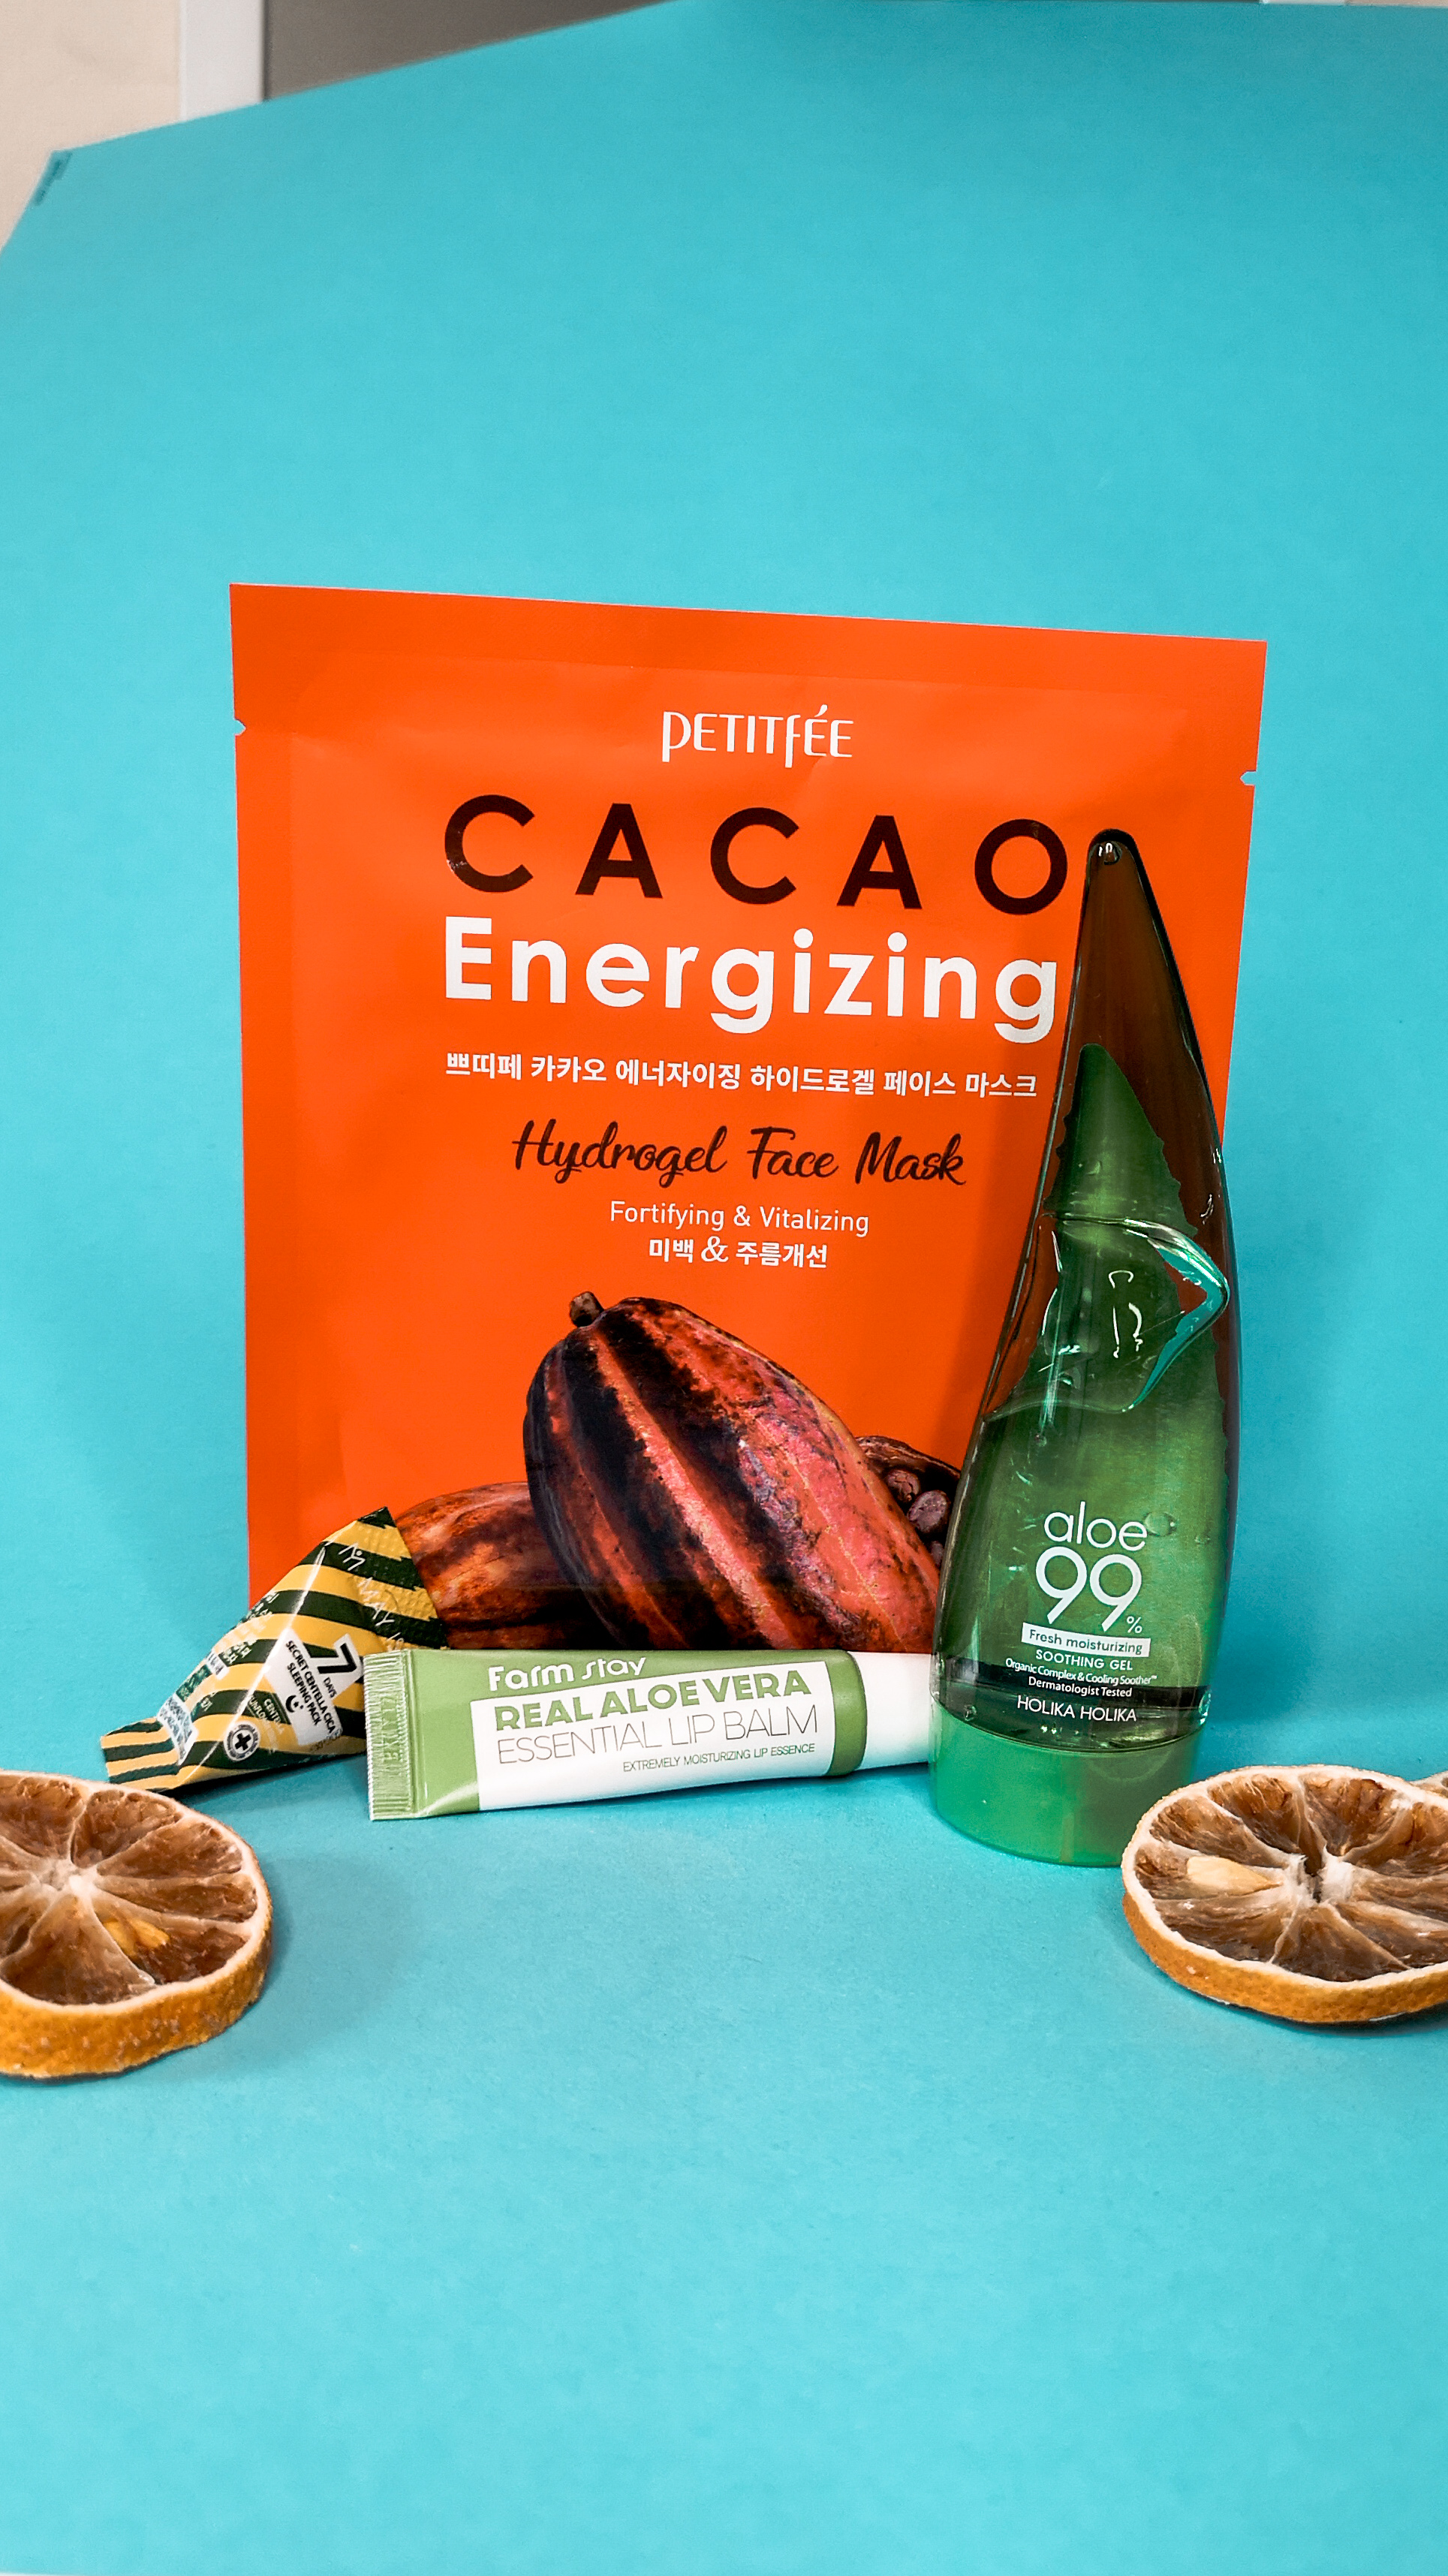 PETITFÉE
CACAO
Energizing
쁘띠페 카카오 에너자이징 하이드로겔 페이스 마스크
Hydrogel Face Mask
Fortifying & Vitalizing
미백 & 주름개선
7
DAYS
SECRET CENTELLA CICA
SLEEPING PACK
Farm stay
REAL ALOE VERA
ESSENTIAL LIP BALM
EXTREMELY MOISTURIZING LIP ESSENCE
aloe
99%
Fresh moisturizing
SOOTHING GEL
Organic Complex & Cooling Soother™
Dermatologist Tested
HOLIKA HOLIKA